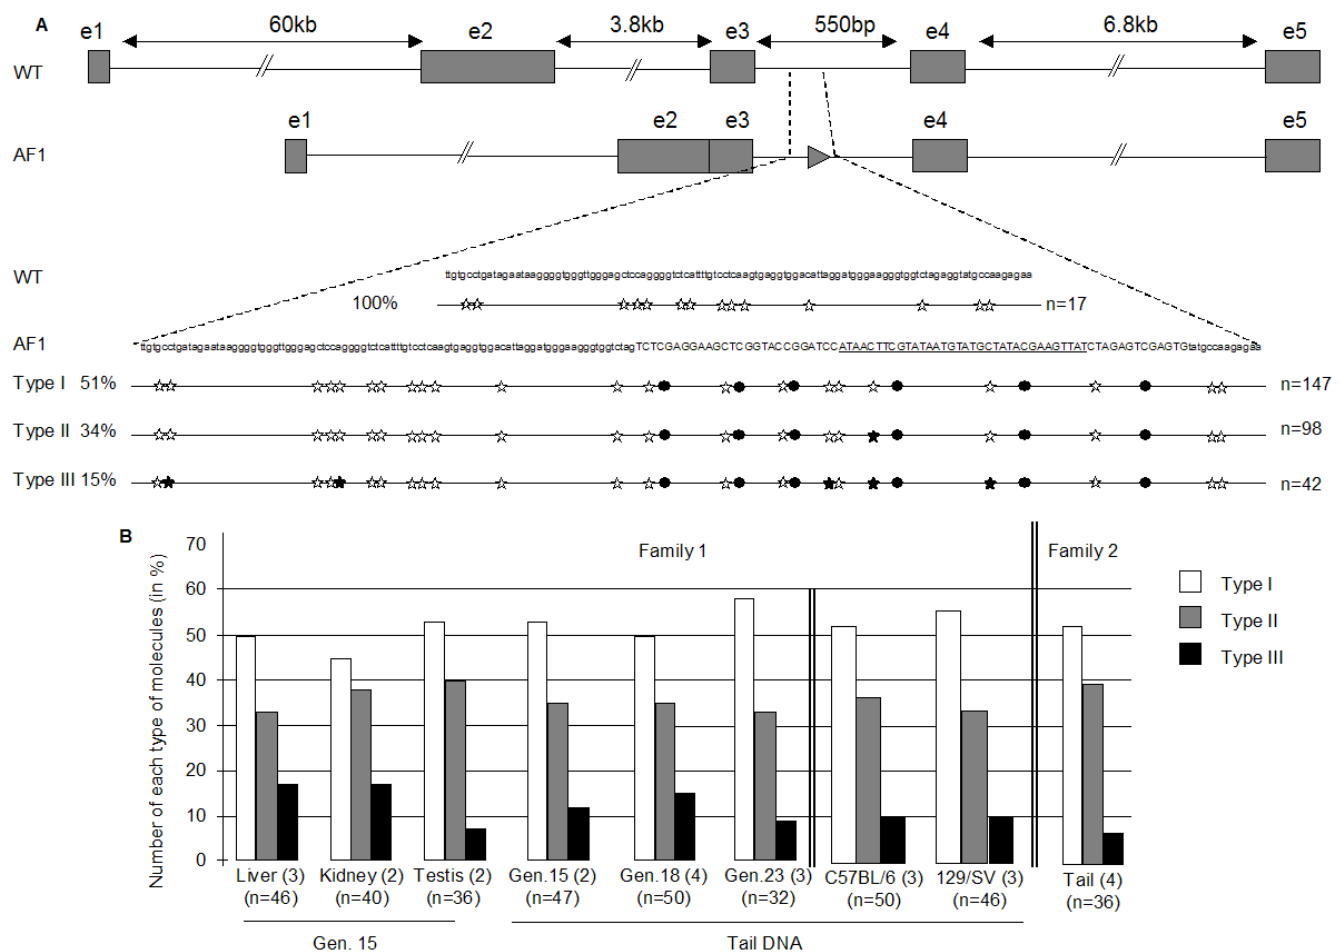 A
e1 60kb e2 3.8kb e3 550bp e4 6.8kb e5
WT
e1 e2 e3 e4 e5
AF1
WT
ttgtgcctgatagaataaggggtgggttgggagctccaggggtctcattttgtcctcaagtgaggtggacattaggatgggaagggtggtctagaggtatgccaagagaa
100% n=17
AF1
ttgtgcctgatagaataaggggtgggttgggagctccaggggtctcattttgtcctcaagtgaggtggacattaggatgggaagggtggtctagTCTCGAGGAAGCTCGGTACCGGATCCATAACTTCGTATAATGTATGCTATACGAAGTTATCTAGAGTCGAGTGtatgccaagagaa
Type I 51% n=147
Type II 34% n=98
Type III 15% n=42
B
Number of each type of molecules (in %)
70
60
50
40
30
20
10
0
Family 1 Family 2
Type I
Type II
Type III
Liver (3) Kidney (2) Testis (2) Gen.15 (2) Gen.18 (4) Gen.23 (3) C57BL/6 (3) 129/SV (3) Tail (4)
(n=46) (n=40) (n=36) (n=47) (n=50) (n=32) (n=50) (n=46) (n=36)
Gen. 15 Tail DNA